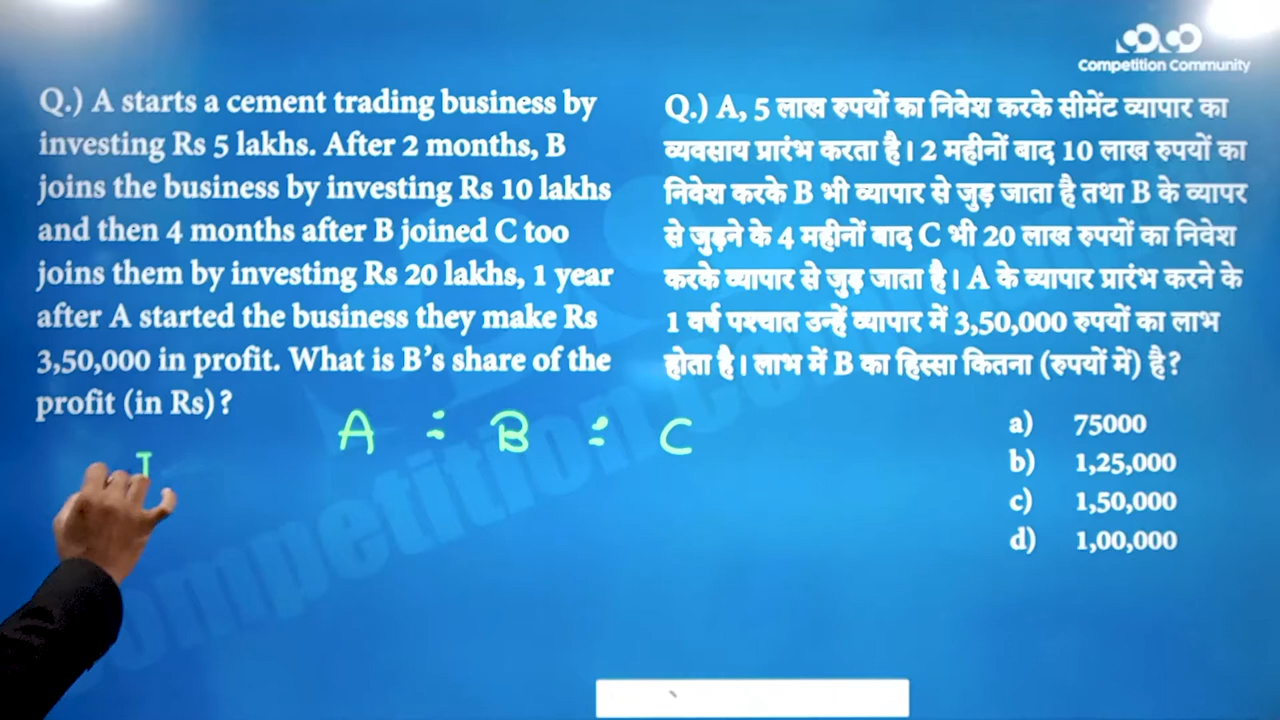 Competition Community
Q.) A starts a cement trading business by
investing Rs 5 lakhs. After 2 months, B
joins the business by investing Rs 10 lakhs
and then 4 months after B joined C too
joins them by investing Rs 20 lakhs, 1 year
after A started the business they make Rs
3,50,000 in profit. What is B’s share of the
profit (in Rs)?
Q.) A, 5 लाख रुपयों का निवेश करके सीमेंट व्यापार का
व्यवसाय प्रारंभ करता है। 2 महीनों बाद 10 लाख रुपयों का
निवेश करके B भी व्यापार से जुड़ जाता है तथा B के व्यापर
से जुड़ने के 4 महीनों बाद C भी 20 लाख रुपयों का निवेश
करके व्यापार से जुड़ जाता है। A के व्यापार प्रारंभ करने के
1 वर्ष पश्चात उन्हें व्यापार में 3,50,000 रुपयों का लाभ
होता है। लाभ में B का हिस्सा कितना (रुपयों में) है?
a) 75000
b) 1,25,000
c) 1,50,000
d) 1,00,000
A : B : C
I